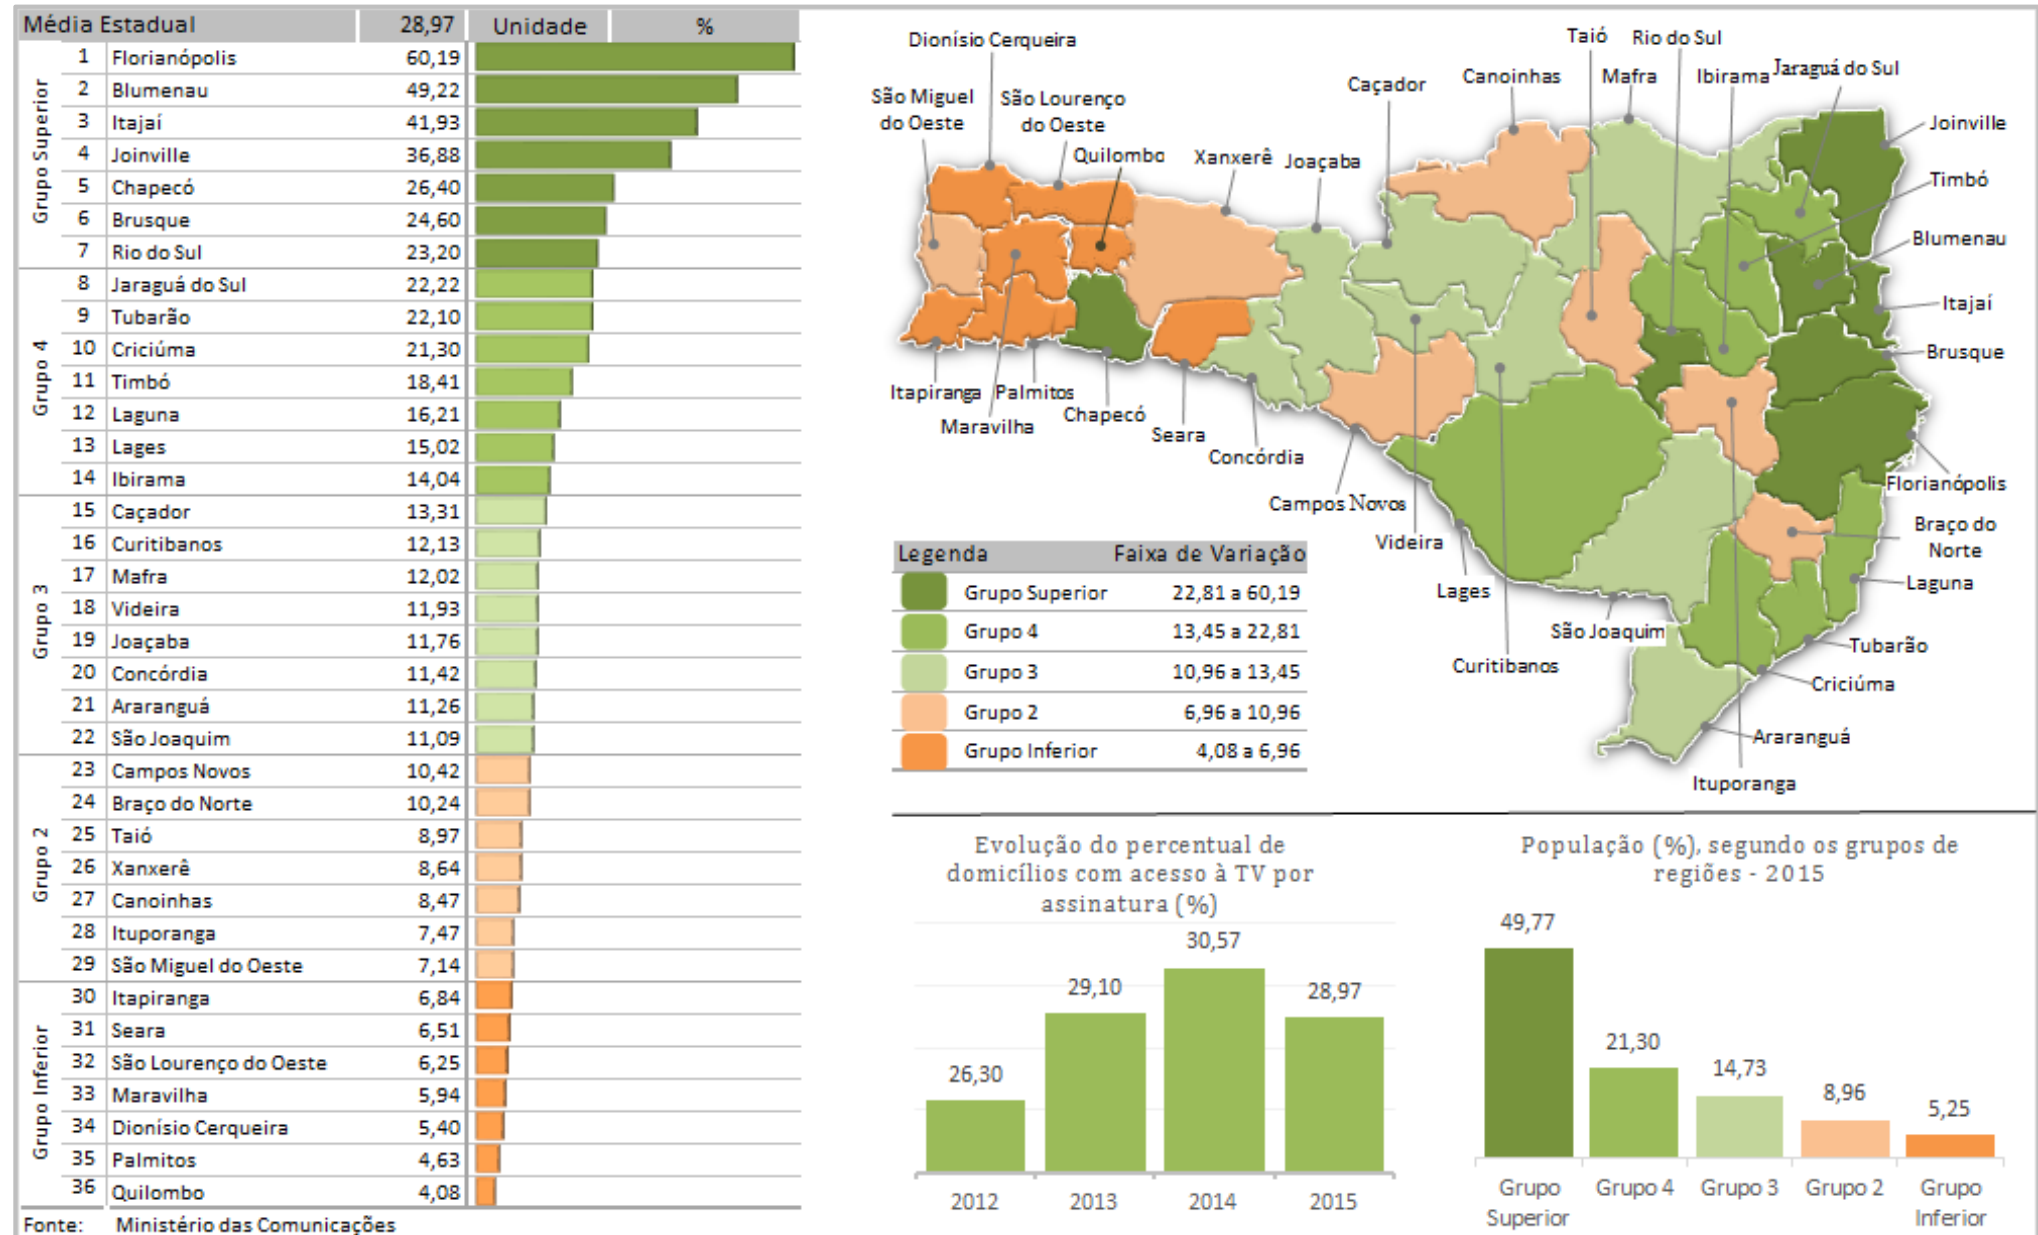 Média Estadual 28,97 Unidade %
Grupo Superior
1 Florianópolis 60,19
2 Blumenau 49,22
3 Itajaí 41,93
4 Joinville 36,88
5 Chapecó 26,40
6 Brusque 24,60
7 Rio do Sul 23,20
Grupo 4
8 Jaraguá do Sul 22,22
9 Tubarão 22,10
10 Criciúma 21,30
11 Timbó 18,41
12 Laguna 16,21
13 Lages 15,02
14 Ibirama 14,04
Grupo 3
15 Caçador 13,31
16 Curitibanos 12,13
17 Mafra 12,02
18 Videira 11,93
19 Joaçaba 11,76
20 Concórdia 11,42
21 Araranguá 11,26
22 São Joaquim 11,09
Grupo 2
23 Campos Novos 10,42
24 Braço do Norte 10,24
25 Taió 8,97
26 Xanxerê 8,64
27 Canoinhas 8,47
28 Ituporanga 7,47
29 São Miguel do Oeste 7,14
Grupo Inferior
30 Itapiranga 6,84
31 Seara 6,51
32 São Lourenço do Oeste 6,25
33 Maravilha 5,94
34 Dionísio Cerqueira 5,40
35 Palmitos 4,63
36 Quilombo 4,08
Fonte: Ministério das Comunicações
Dionísio Cerqueira
São Miguel
do Oeste
São Lourenço
do Oeste
Quilombo
Xanxerê
Joaçaba
Caçador
Canoinhas
Taió
Mafra
Rio do Sul
Ibirama
Jaraguá do Sul
Joinville
Timbó
Blumenau
Itajaí
Brusque
Florianópolis
Braço do
Norte
Laguna
Tubarão
Criciúma
Araranguá
Ituporanga
São Joaquim
Curitibanos
Lages
Videira
Campos Novos
Concórdia
Seara
Chapecó
Palmitos
Maravilha
Itapiranga
Legenda Faixa de Variação
Grupo Superior 22,81 a 60,19
Grupo 4 13,45 a 22,81
Grupo 3 10,96 a 13,45
Grupo 2 6,96 a 10,96
Grupo Inferior 4,08 a 6,96
Evolução do percentual de
domicílios com acesso à TV por
assinatura (%)
26,30
29,10
30,57
28,97
2012 2013 2014 2015
População (%), segundo os grupos de
regiões - 2015
49,77
21,30
14,73
8,96
5,25
Grupo
Superior
Grupo 4
Grupo 3
Grupo 2
Grupo
Inferior